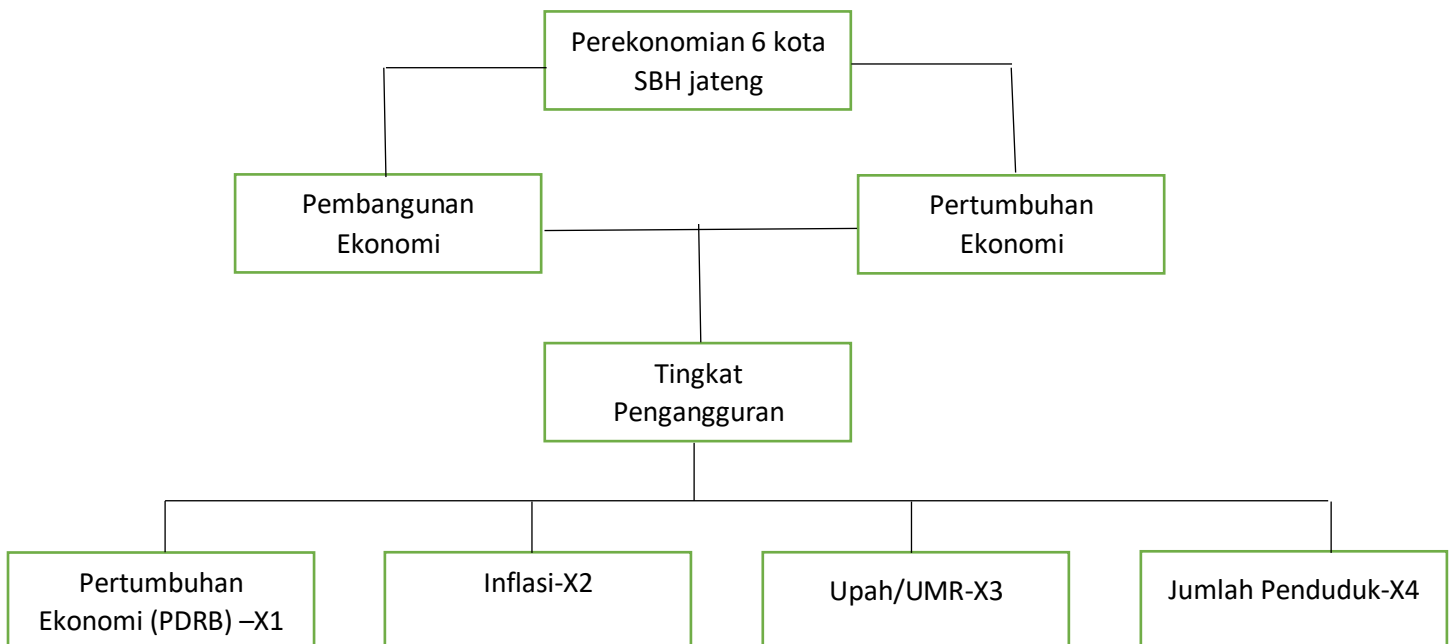 Perekonomian 6 kota
SBH jateng
Pembangunan
Ekonomi
Pertumbuhan
Ekonomi
Tingkat
Pengangguran
Pertumbuhan
Ekonomi (PDRB) –X1
Inflasi-X2
Upah/UMR-X3
Jumlah Penduduk-X4